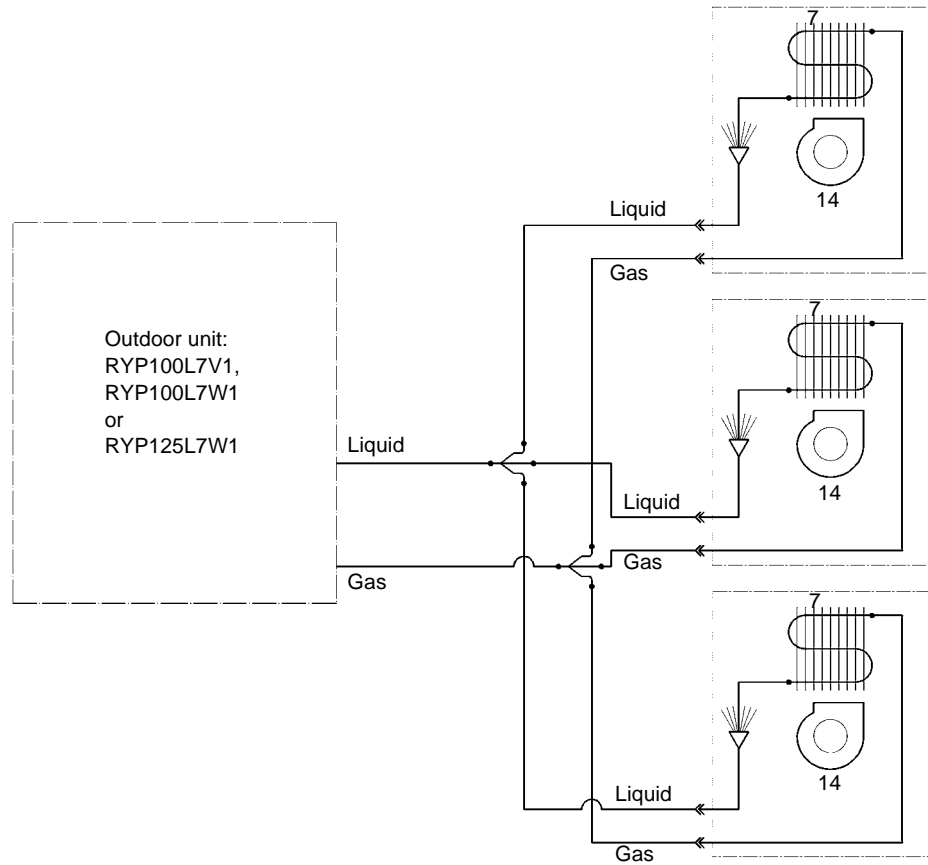 7
14
Liquid
Gas
7
14
Outdoor unit:
RYP100L7V1,
RYP100L7W1
or
RYP125L7W1
Liquid
Liquid
Gas
Gas
7
14
Liquid
Gas